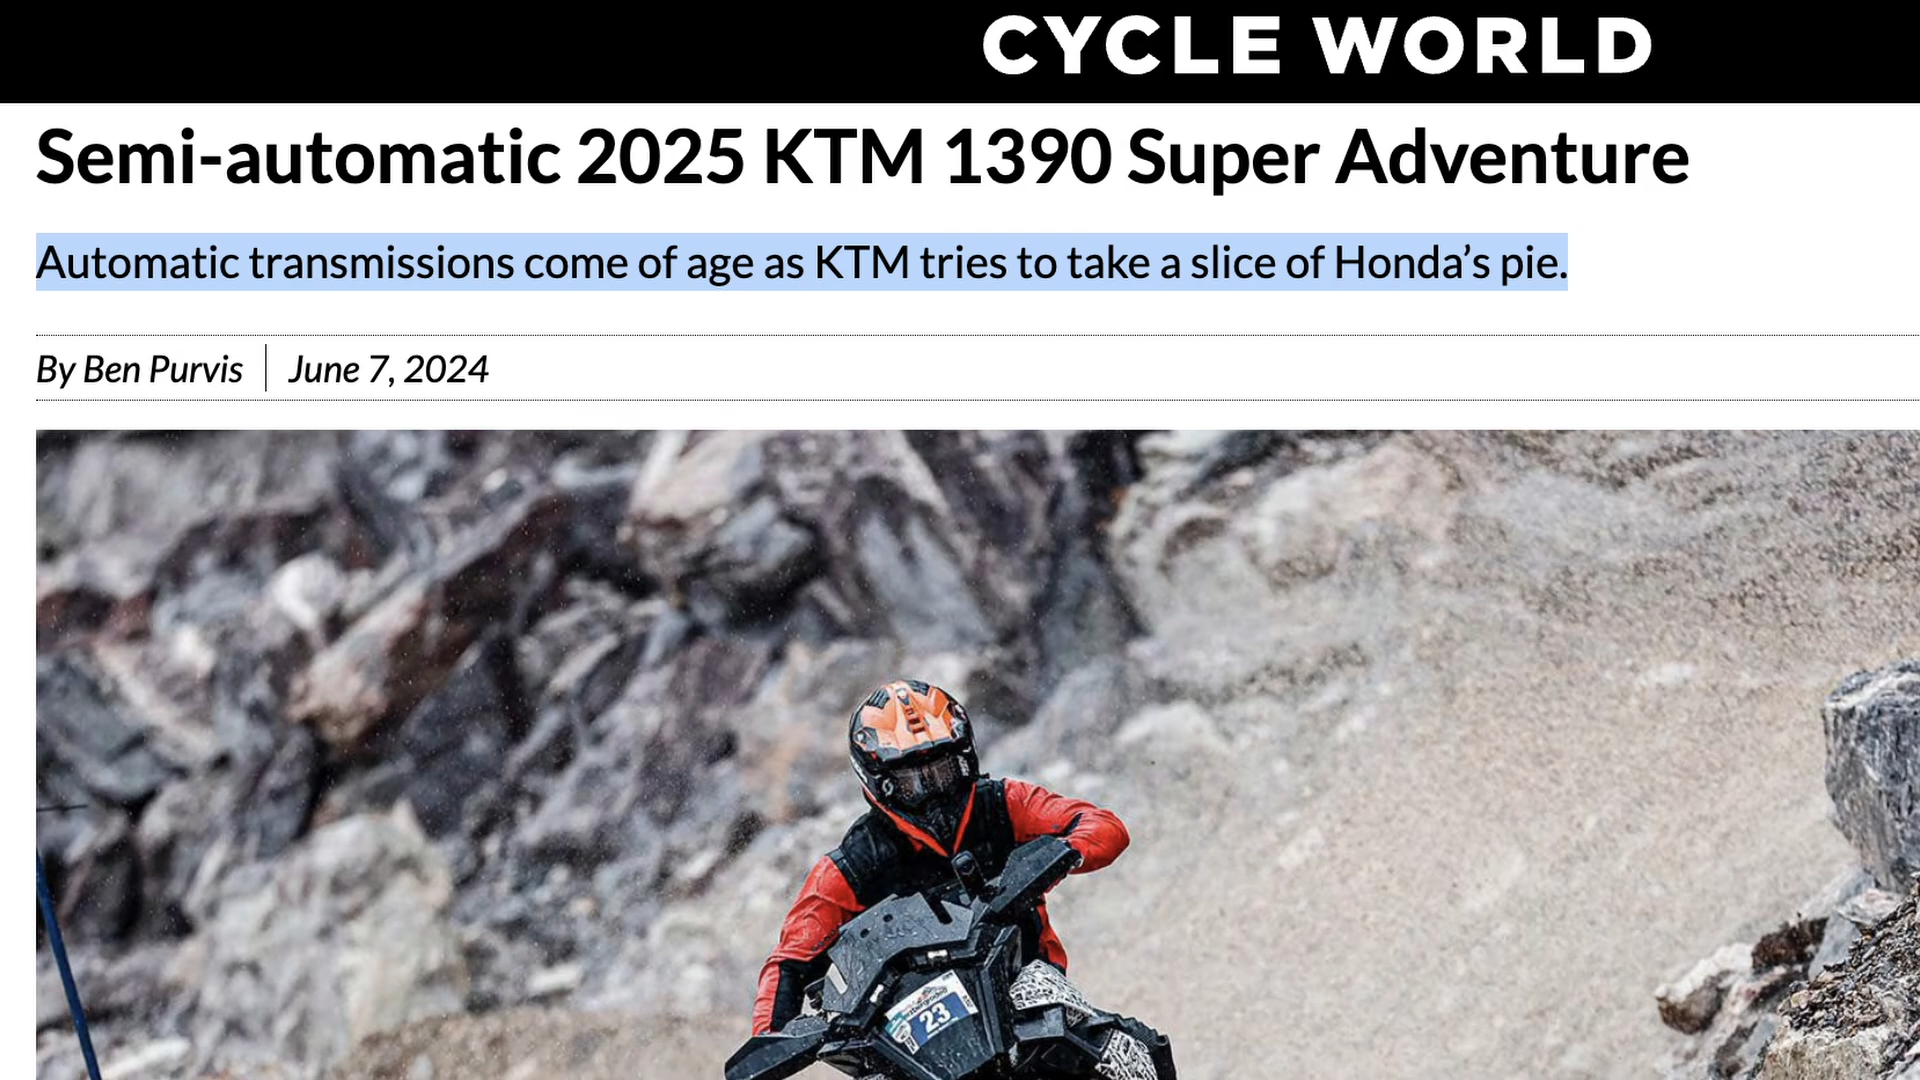 CYCLE WORLD
Semi-automatic 2025 KTM 1390 Super Adventure
Automatic transmissions come of age as KTM tries to take a slice of Honda’s pie.
By Ben Purvis
June 7, 2024
23